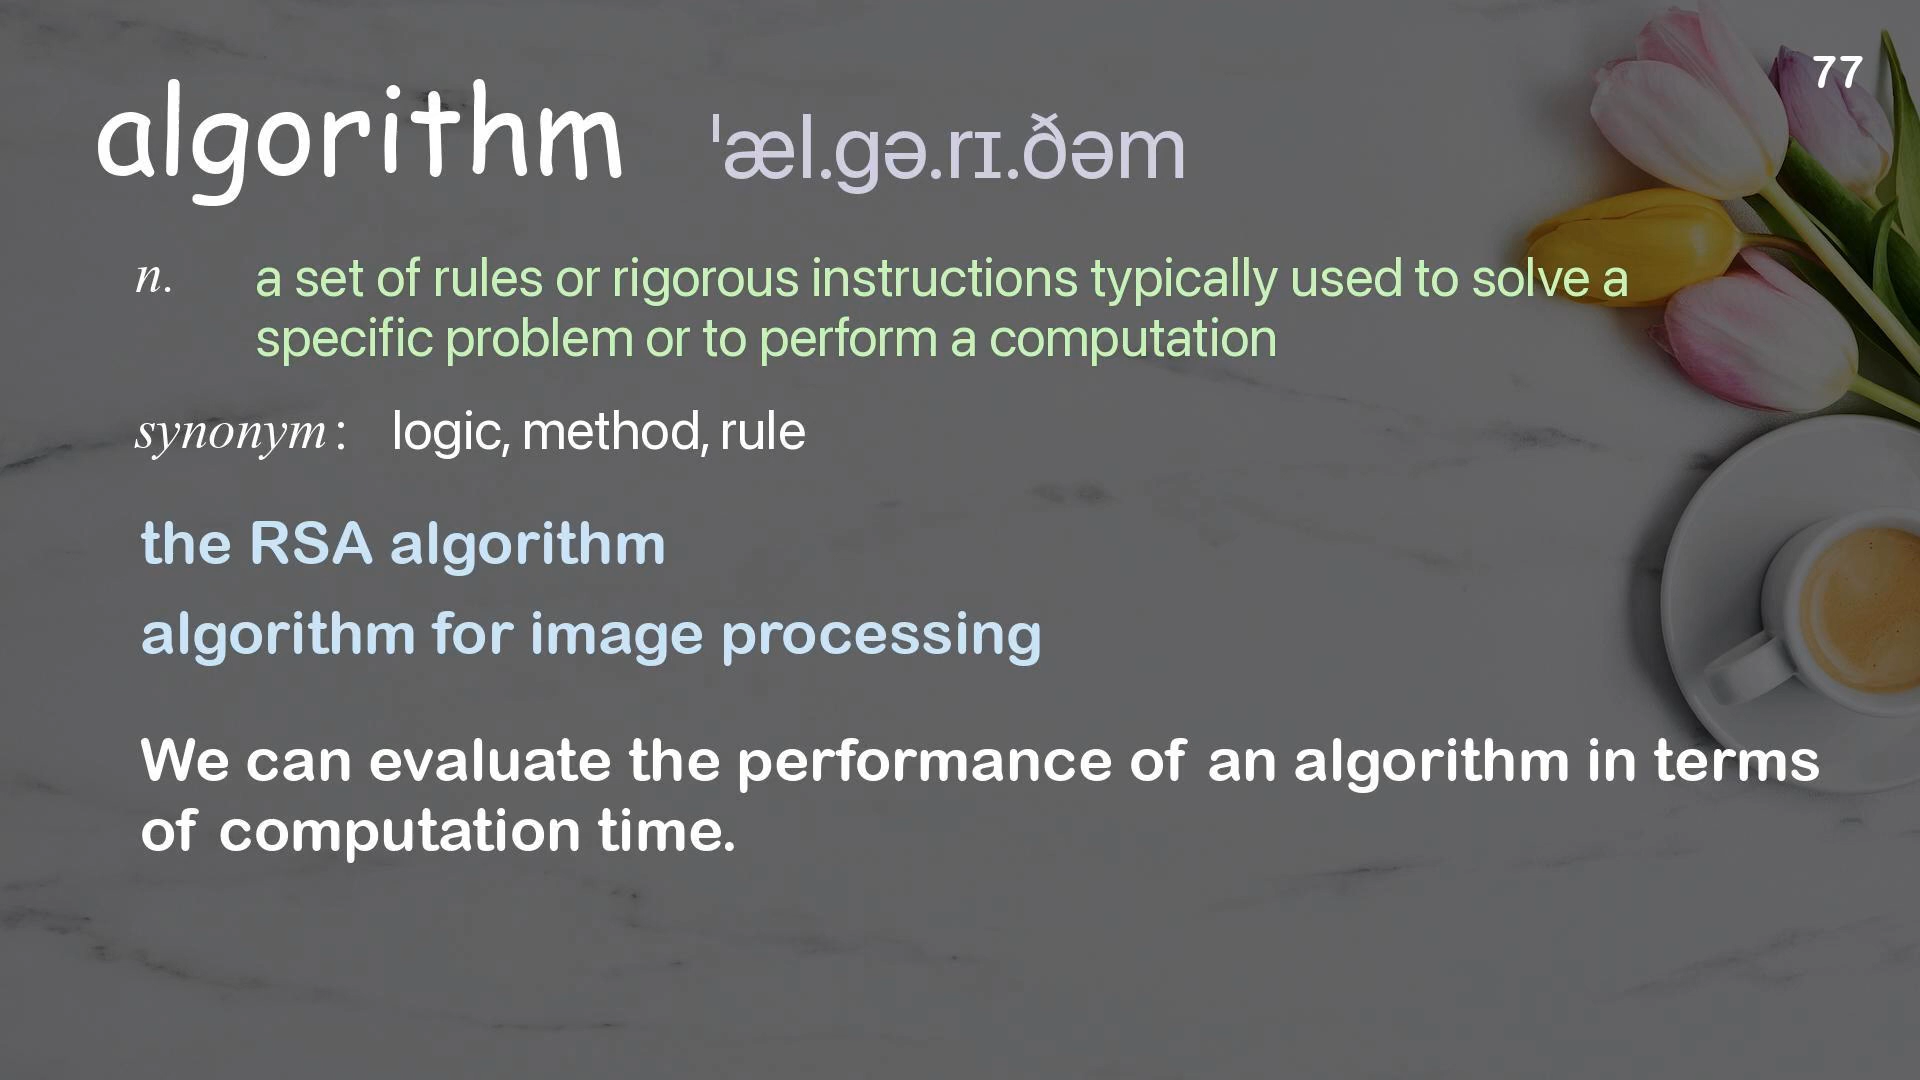 77
algorithm ˈæl.gə.rɪ.ðəm
n. a set of rules or rigorous instructions typically used to solve a
specific problem or to perform a computation
synonym: logic, method, rule
the RSA algorithm
algorithm for image processing
We can evaluate the performance of an algorithm in terms
of computation time.